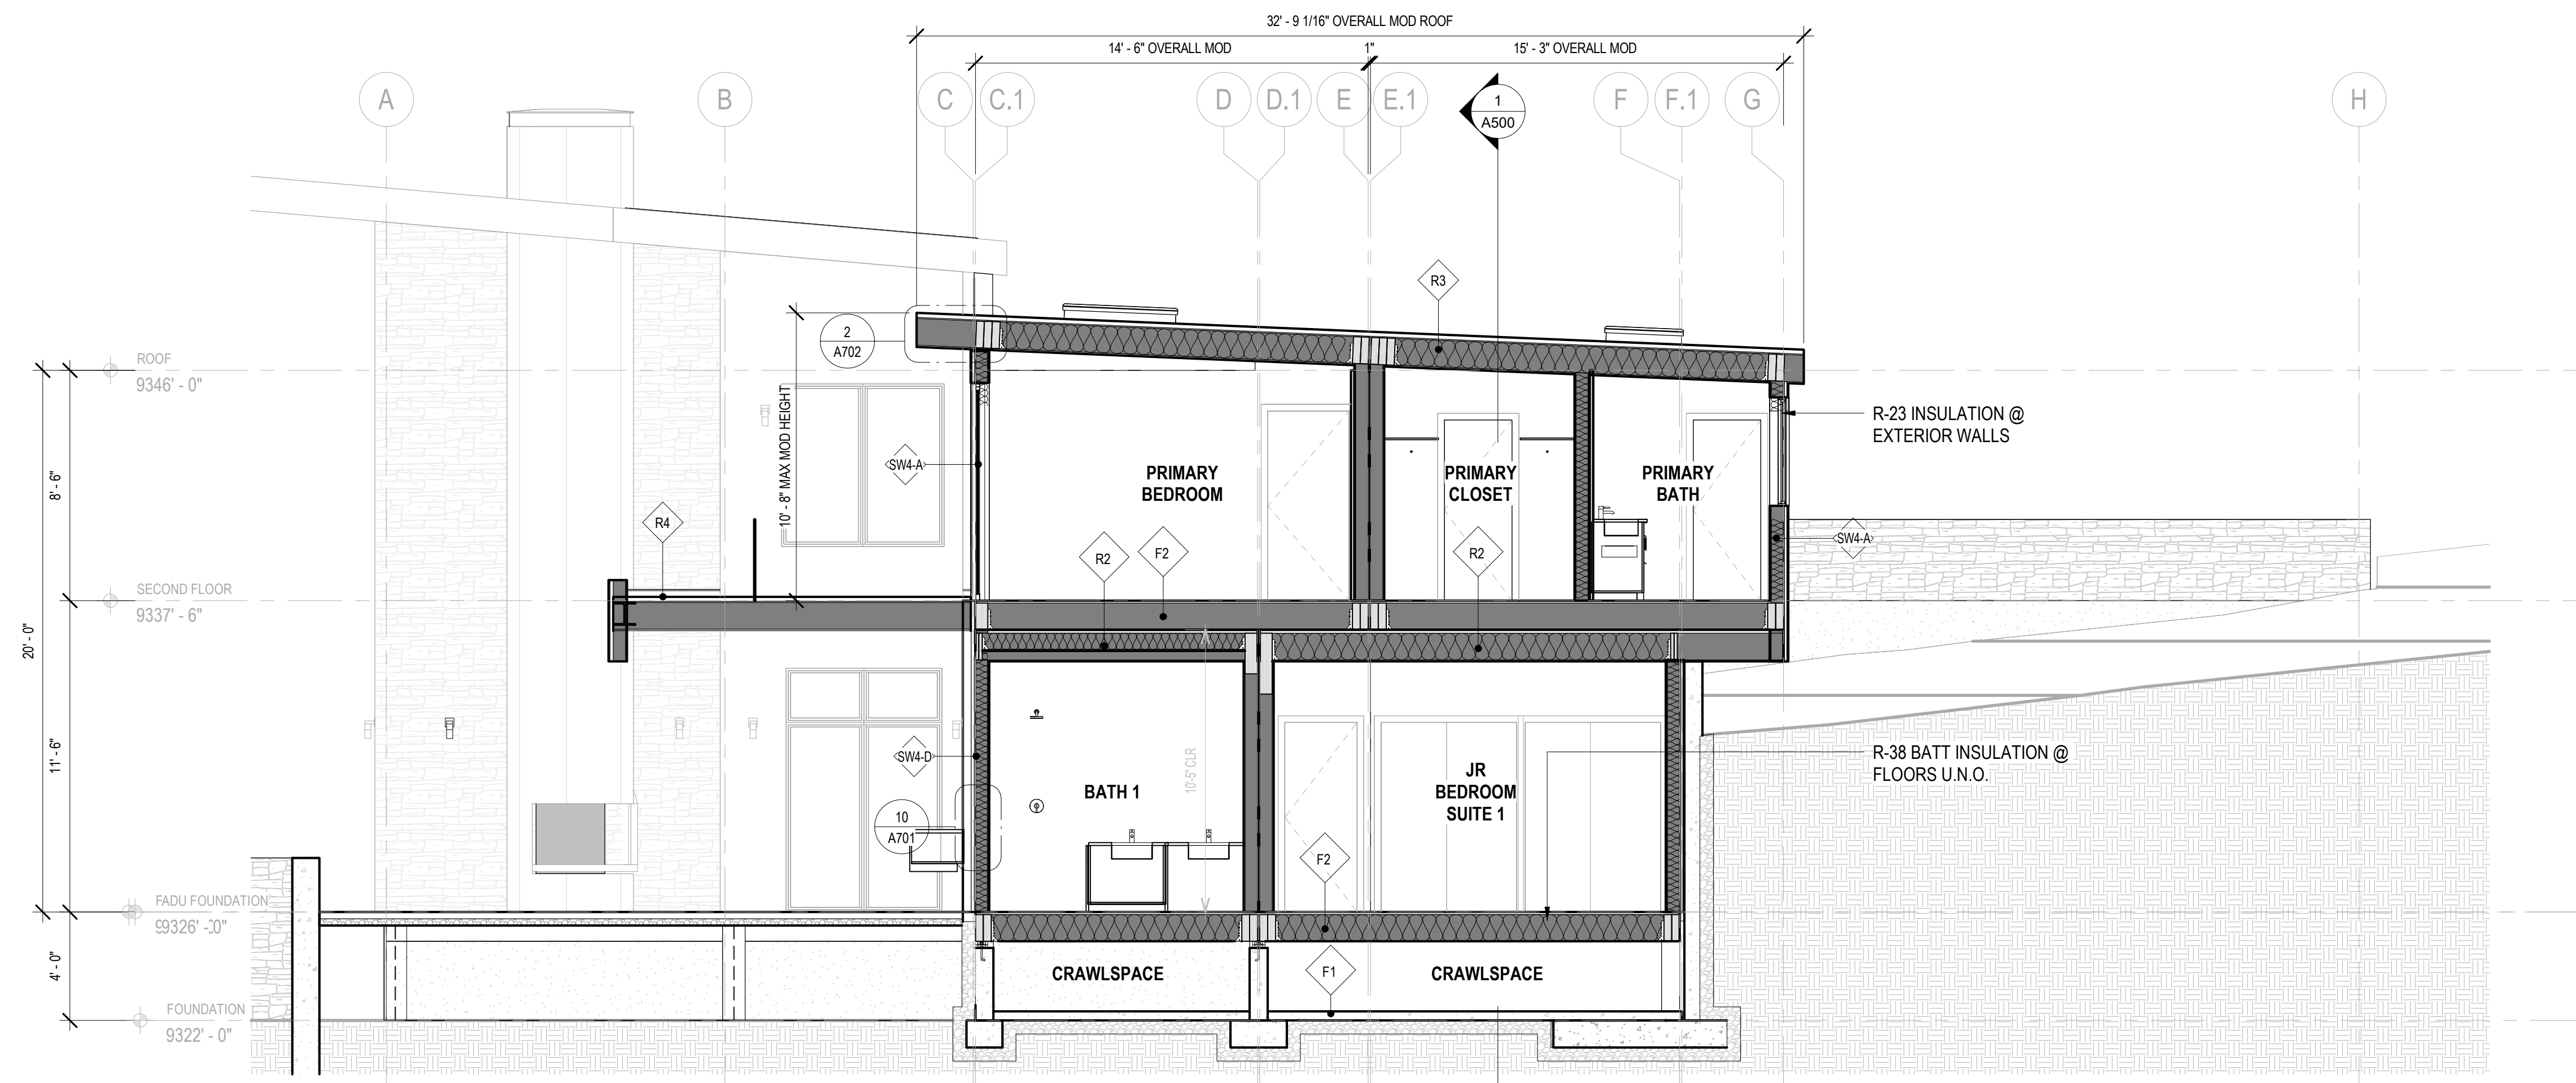 32' - 9 1/16" OVERALL MOD ROOF
14' - 6" OVERALL MOD
1"
15' - 3" OVERALL MOD
A
B
C
C.1
D
D.1
E
E.1
1
A500
F
F.1
G
H
R3
2
A702
ROOF
9346' - 0"
10' - 8" MAX MOD HEIGHT
R-23 INSULATION @
EXTERIOR WALLS
SW4-A
PRIMARY
BEDROOM
PRIMARY
CLOSET
PRIMARY
BATH
8' - 6"
R4
R2
F2
R2
SW4-A
SECOND FLOOR
9337' - 6"
20' - 0"
11' - 6"
SW4-D
10'-5" CLR
R-38 BATT INSULATION @
FLOORS U.N.O.
BATH 1
JR
BEDROOM
SUITE 1
10
A701
F2
FADU FOUNDATION
4' - 0"
CRAWLSPACE
F1
CRAWLSPACE
FOUNDATION
9322' - 0"